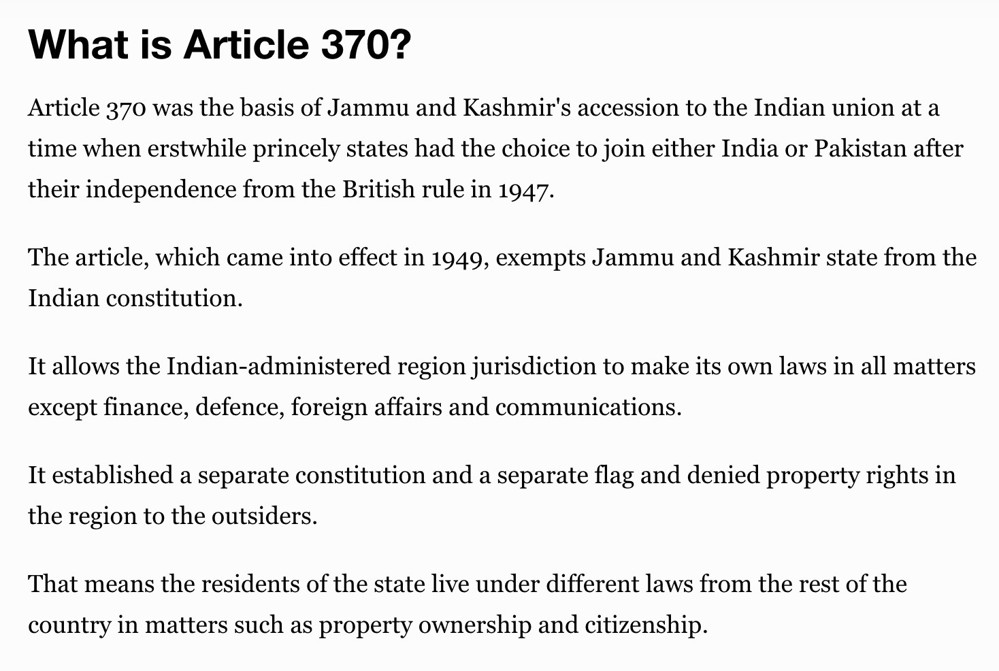 What is Article 370?
Article 370 was the basis of Jammu and Kashmir's accession to the Indian union at a
time when erstwhile princely states had the choice to join either India or Pakistan after
their independence from the British rule in 1947.
The article, which came into effect in 1949, exempts Jammu and Kashmir state from the
Indian constitution.
It allows the Indian-administered region jurisdiction to make its own laws in all matters
except finance, defence, foreign affairs and communications.
It established a separate constitution and a separate flag and denied property rights in
the region to the outsiders.
That means the residents of the state live under different laws from the rest of the
country in matters such as property ownership and citizenship.